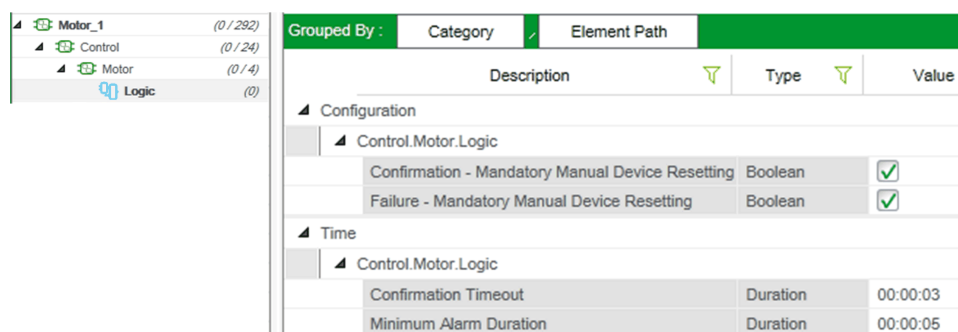 Motor_1 (0 / 292)
Control (0 / 24)
Motor (0 / 4)
Logic (0)
Grouped By : Category Element Path
Description Type Value
Configuration
Control.Motor.Logic
Confirmation - Mandatory Manual Device Resetting Boolean
Failure - Mandatory Manual Device Resetting Boolean
Time
Control.Motor.Logic
Confirmation Timeout Duration 00:00:03
Minimum Alarm Duration Duration 00:00:05